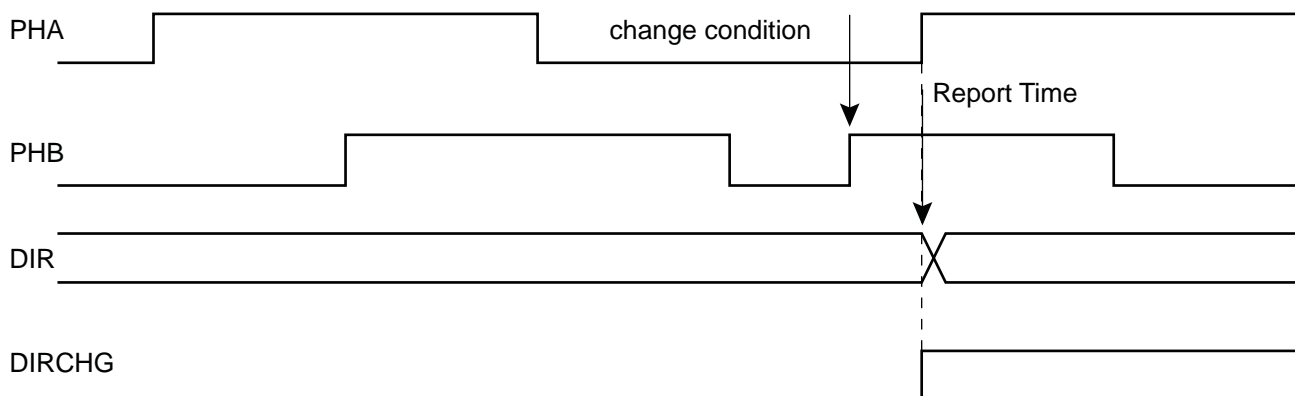 PHA
change condition
Report Time
PHB
DIR
DIRCHG